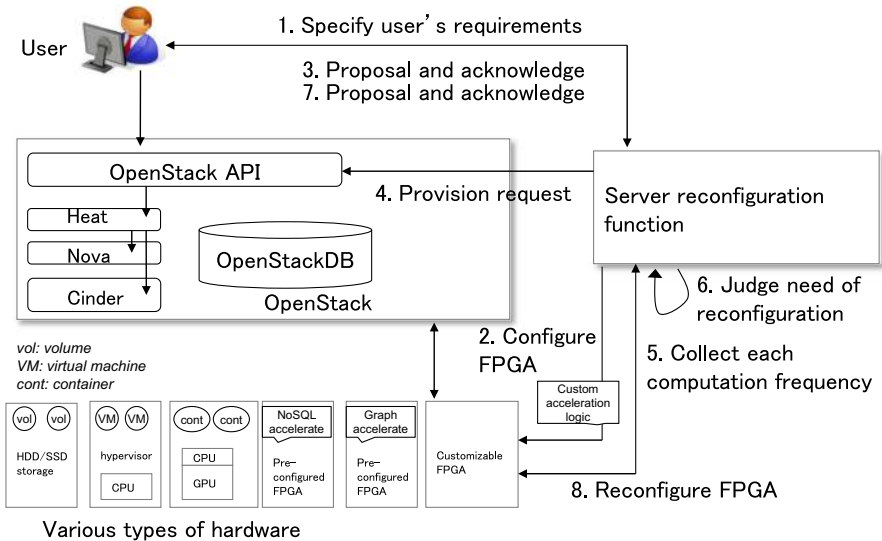 User
1. Specify user's requirements
3. Proposal and acknowledge
7. Proposal and acknowledge
OpenStack API
4. Provision request
Server reconfiguration
function
Heat
Nova
Cinder
OpenStackDB
OpenStack
6. Judge need of
reconfiguration
2. Configure
FPGA
5. Collect each
computation frequency
vol: volume
VM: virtual machine
cont: container
Custom
acceleration
logic
vol vol
HDD/SSD
storage
VM VM
hypervisor
CPU
cont cont
CPU
GPU
NoSQL
accelerate
Pre-
configured
FPGA
Graph
accelerate
Pre-
configured
FPGA
Customizable
FPGA
8. Reconfigure FPGA
Various types of hardware